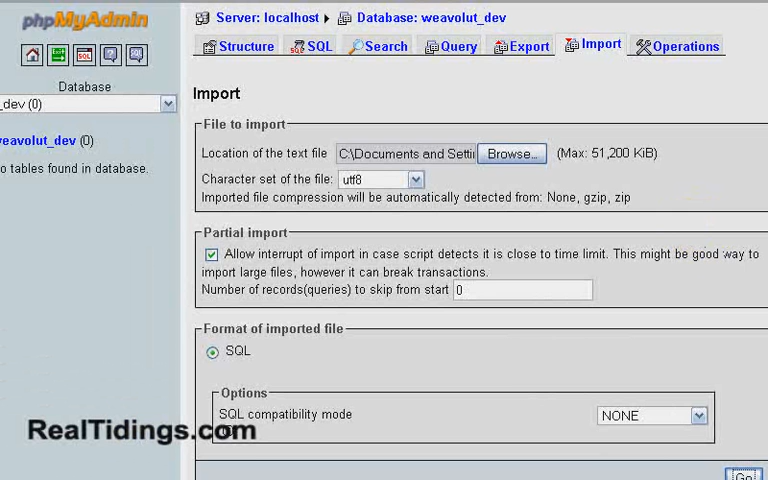 phpMyAdmin
Server: localhost
Database: weavolut_dev
Structure
SQL
Search
Query
Export
Import
Operations
SQL
Database
_dev (0)
weavolut_dev (0)
o tables found in database.
Import
File to import
Location of the text file
C:\Documents and Settin
Browse...
(Max: 51,200 KiB)
Character set of the file:
utf8
Imported file compression will be automatically detected from: None, gzip, zip
Partial import
Allow interrupt of import in case script detects it is close to time limit. This might be good way to
import large files, however it can break transactions.
Number of records(queries) to skip from start
0
Format of imported file
SQL
Options
SQL compatibility mode
NONE
RealTidings.com
Go